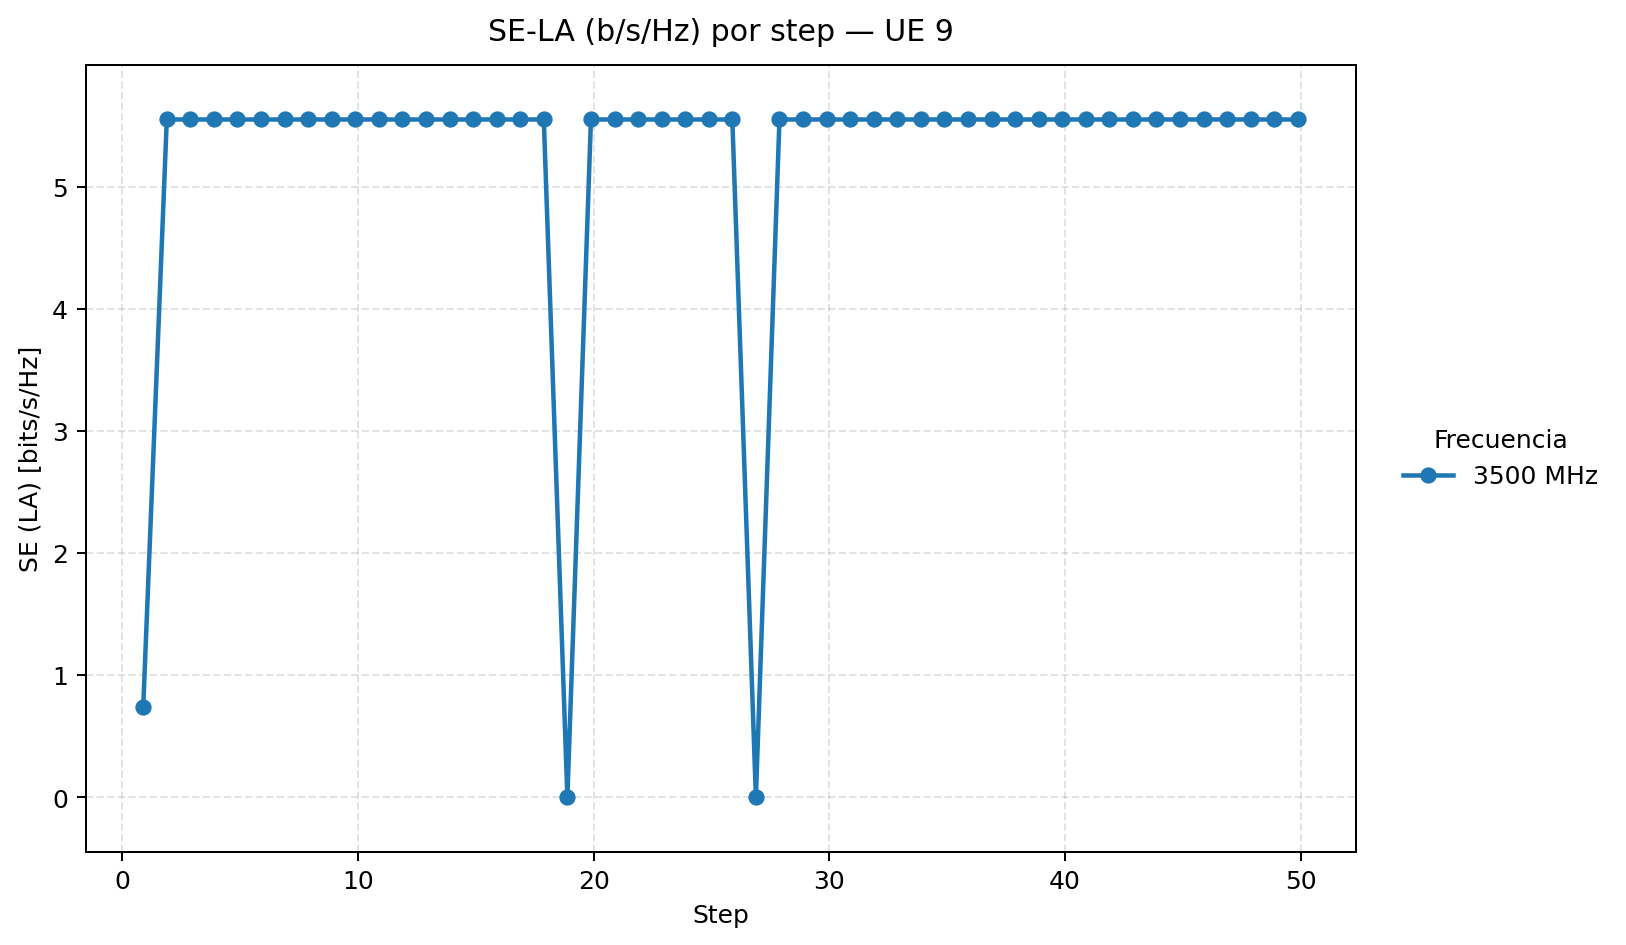 SE-LA (b/s/Hz) por step — UE 9
SE (LA) [bits/s/Hz]
5
4
3
2
1
0
0 10 20 30 40 50
Step
Frecuencia
3500 MHz